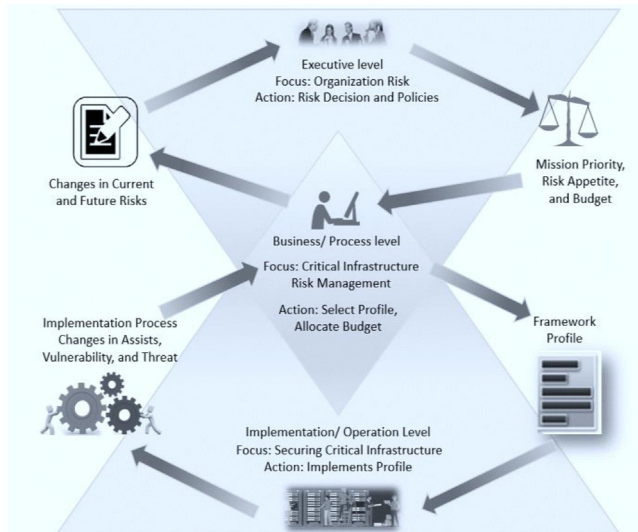 Executive level
Focus: Organization Risk
Action: Risk Decision and Policies
Changes in Current
and Future Risks
Mission Priority,
Risk Appetite,
and Budget
Business/ Process level
Focus: Critical Infrastructure
Risk Management
Action: Select Profile,
Allocate Budget
Implementation Process
Changes in Assists,
Vulnerability, and Threat
Framework
Profile
Implementation/ Operation Level
Focus: Securing Critical Infrastructure
Action: Implements Profile